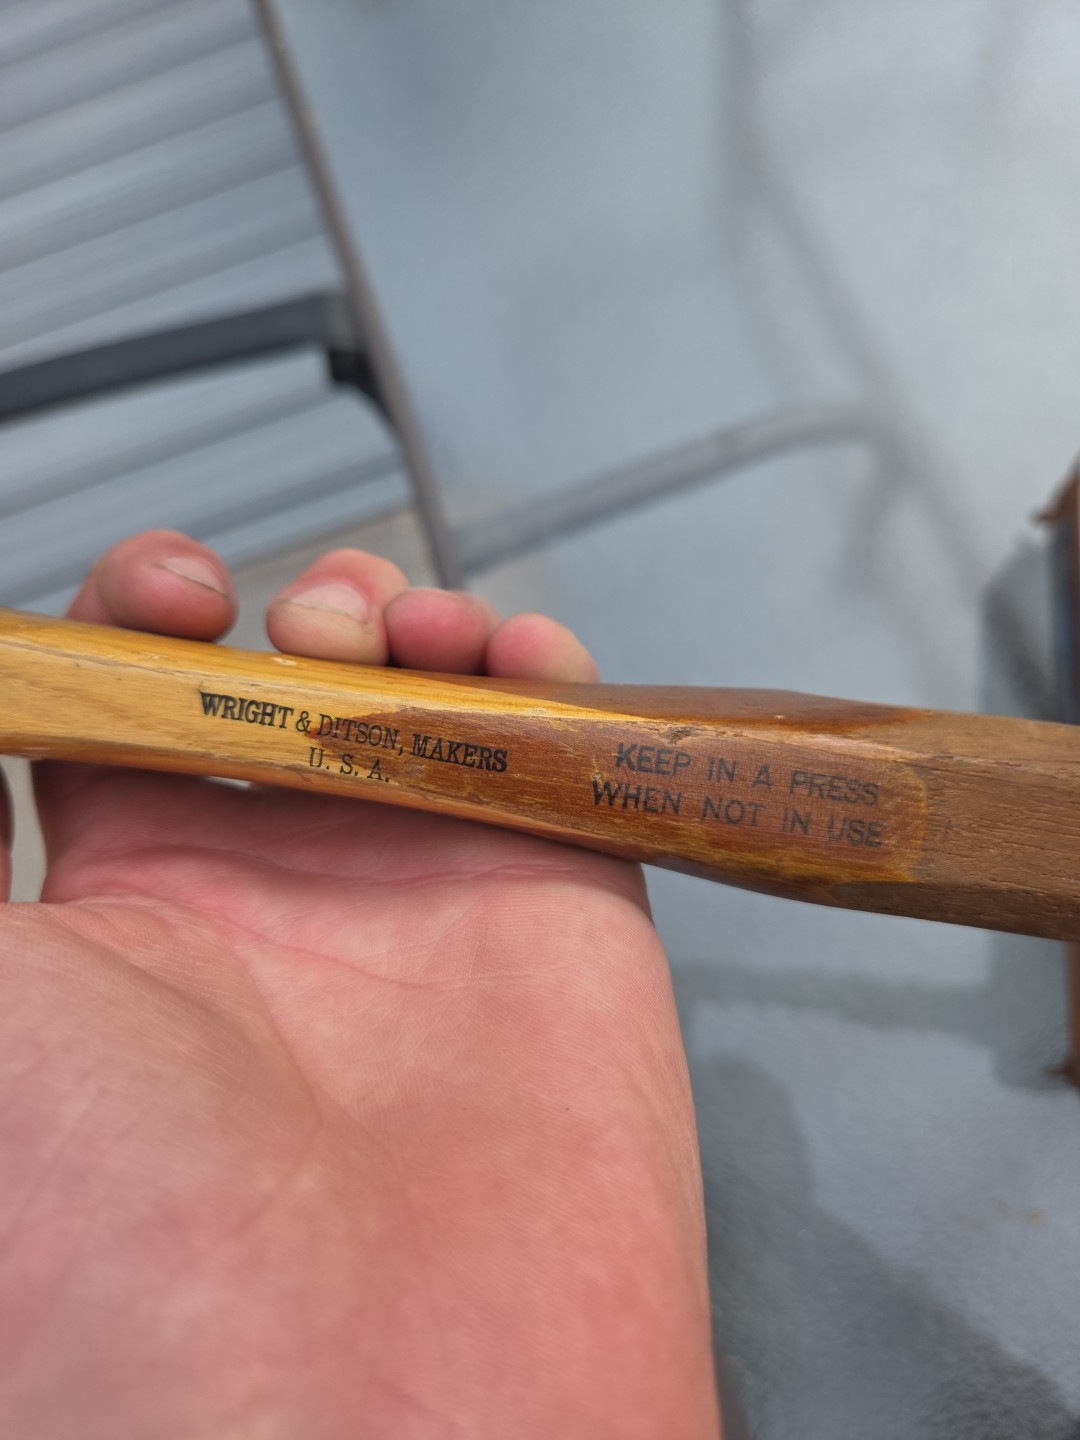 WRIGHT & DITSON, MAKERS
U. S. A.
KEEP IN A PRESS
WHEN NOT IN USE